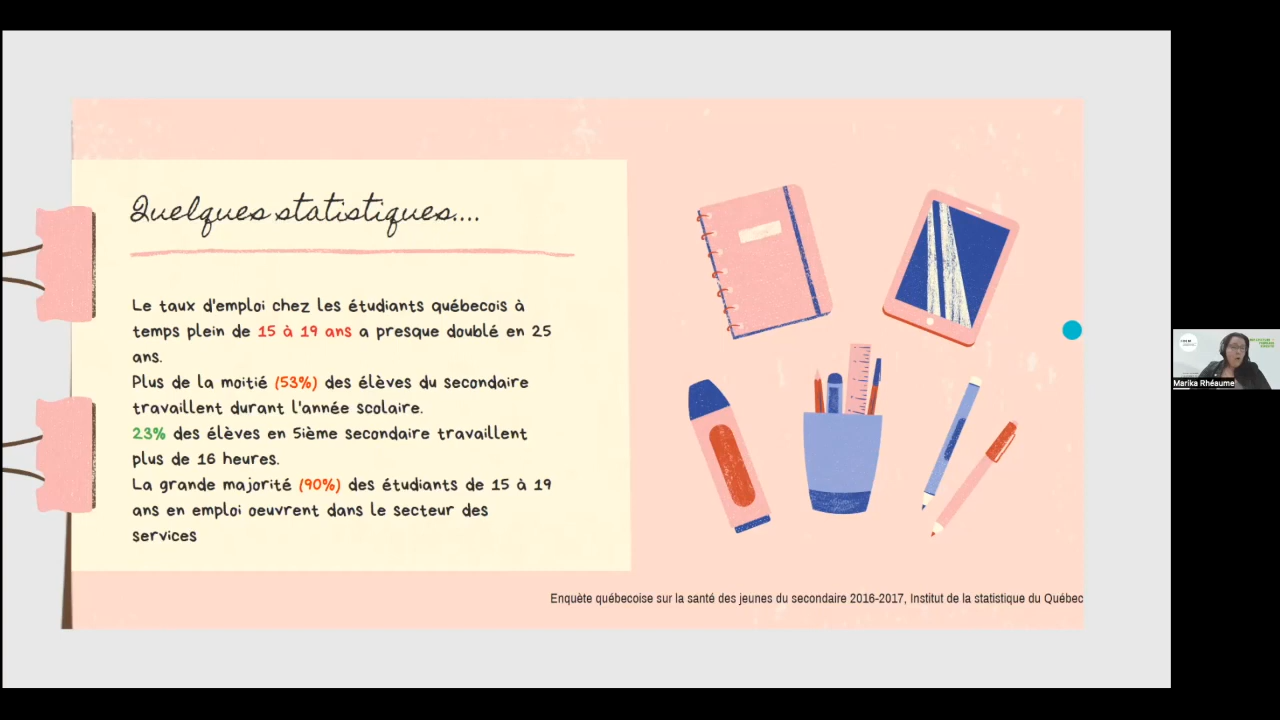 Quelques statistiques....
Le taux d'emploi chez les étudiants québecois à
temps plein de 15 à 19 ans a presque doublé en 25
ans.
Plus de la moitié (53%) des élèves du secondaire
travaillent durant l'année scolaire.
23% des élèves en 5ième secondaire travaillent
plus de 16 heures.
La grande majorité (90%) des étudiants de 15 à 19
ans en emploi oeuvrent dans le secteur des
services
Enquète québecoise sur la santé des jeunes du secondaire 2016-2017, Institut de la statistique du Québec
Marika Rhéaume